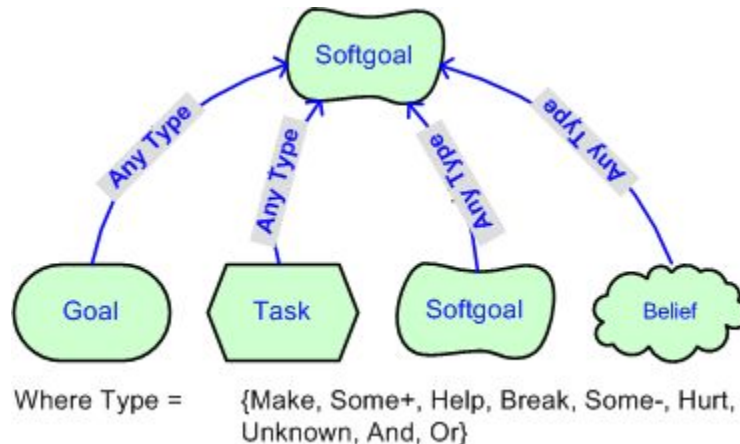 Softgoal
Any Type
Any Type
Any Type
Any Type
Goal
Task
Softgoal
Belief
Where Type = {Make, Some+, Help, Break, Some-, Hurt,
Unknown, And, Or}